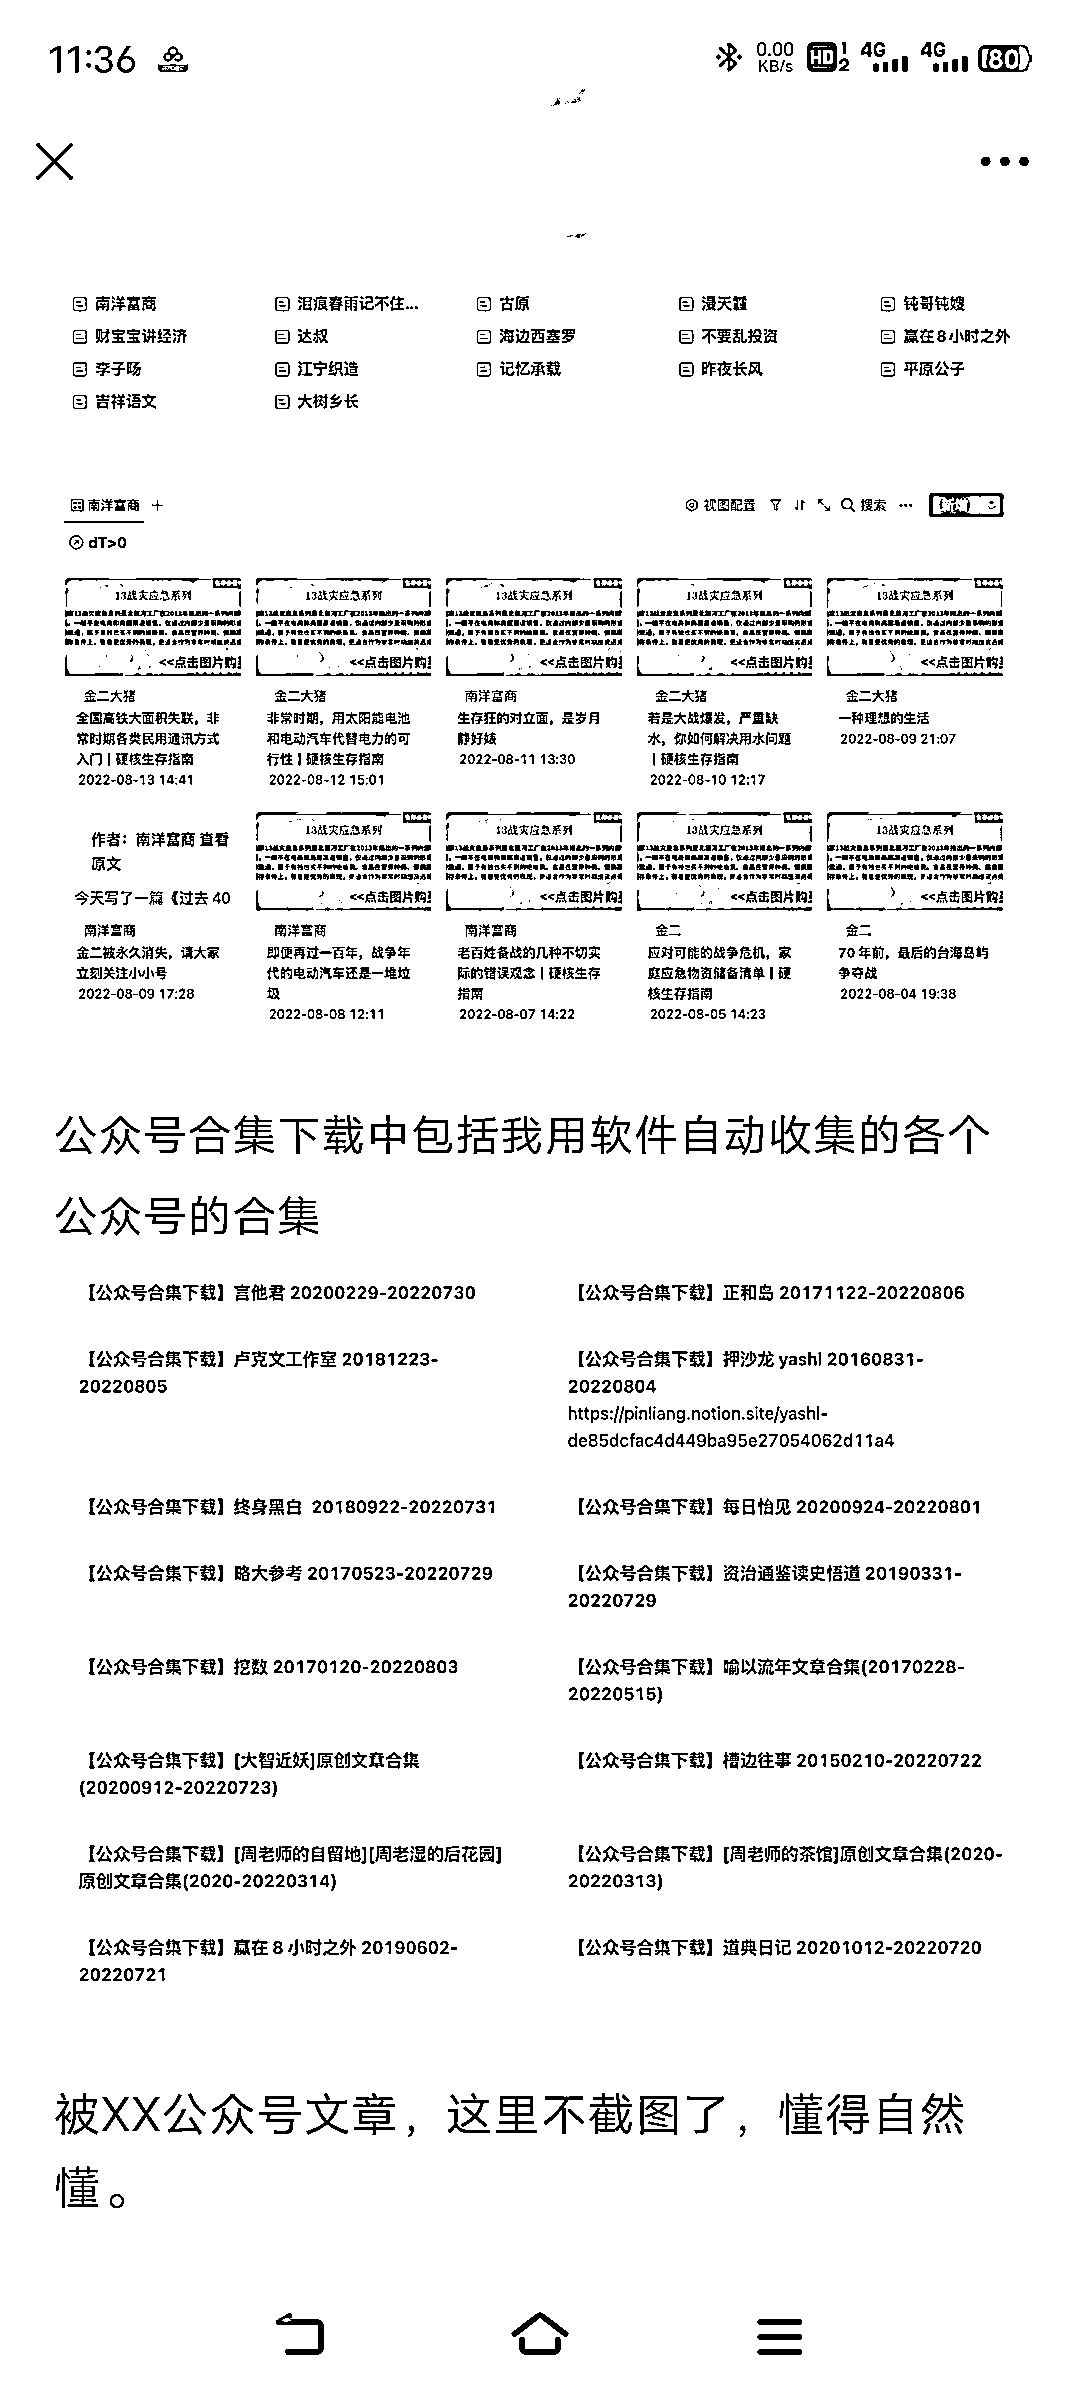 11:36
0.00 KB/s HD 1 2 4G 4G 80
南洋富商 泪痕春雨记不住... 古原 漫天霾 钝哥钝嫂
财宝宝讲经济 达叔 海边西塞罗 不要乱投资 赢在8小时之外
李子旸 江宁织造 记忆承载 昨夜长风 平原公子
吉祥语文 大树乡长
南洋富商 + 视图配置 搜索 ... 新增
dT>0
13战灾应急系列 13战灾应急系列 13战灾应急系列 13战灾应急系列 13战灾应急系列
<<点击图片购 <<点击图片购 <<点击图片购 <<点击图片购 <<点击图片购
金二大猪
全国高铁大面积失联，非
常时期各类民用通讯方式
入门 | 硬核生存指南
2022-08-13 14:41
金二大猪
非常时期，用太阳能电池
和电动汽车代替电力的可
行性 | 硬核生存指南
2022-08-12 15:01
南洋富商
生存狂的对立面，是岁月
静好婊
2022-08-11 13:30
金二大猪
若是大战爆发，严重缺
水，你如何解决用水问题
| 硬核生存指南
2022-08-10 12:17
金二大猪
一种理想的生活
2022-08-09 21:07
作者：南洋富商 查看
原文
今天写了一篇《过去 40
南洋富商
金二被永久消失，请大家
立刻关注小小号
2022-08-09 17:28
13战灾应急系列 13战灾应急系列 13战灾应急系列 13战灾应急系列
<<点击图片购 <<点击图片购 <<点击图片购 <<点击图片购
南洋富商
即便再过一百年，战争年
代的电动汽车还是一堆垃
圾
2022-08-08 12:11
南洋富商
老百姓备战的几种不切实
际的错误观念 | 硬核生存
指南
2022-08-07 14:22
金二
应对可能的战争危机，家
庭应急物资储备清单 | 硬
核生存指南
2022-08-05 14:23
金二
70 年前，最后的台海岛屿
争夺战
2022-08-04 19:38
公众号合集下载中包括我用软件自动收集的各个
公众号的合集
【公众号合集下载】言他君 20200229-20220730
【公众号合集下载】正和岛 20171122-20220806
【公众号合集下载】卢克文工作室 20181223-
20220805
【公众号合集下载】押沙龙 yashl 20160831-
20220804
https://pinliang.notion.site/yashl-
de85dcfac4d449ba95e27054062d11a4
【公众号合集下载】终身黑白 20180922-20220731
【公众号合集下载】每日怡见 20200924-20220801
【公众号合集下载】略大参考 20170523-20220729
【公众号合集下载】资治通鉴读史悟道 20190331-
20220729
【公众号合集下载】挖数 20170120-20220803
【公众号合集下载】喻以流年文章合集(20170228-
20220515)
【公众号合集下载】[大智近妖]原创文章合集
(20200912-20220723)
【公众号合集下载】槽边往事 20150210-20220722
【公众号合集下载】[周老师的自留地][周老湿的后花园]
原创文章合集(2020-20220314)
【公众号合集下载】[周老师的茶馆]原创文章合集(2020-
20220313)
【公众号合集下载】赢在 8 小时之外 20190602-
20220721
【公众号合集下载】道典日记 20201012-20220720
被XX公众号文章，这里不截图了，懂得自然
懂。